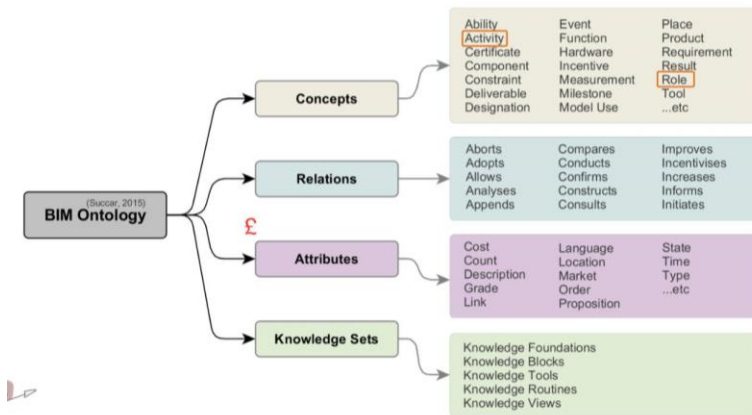 (Succar, 2015)
BIM Ontology
Concepts
Ability Event Place
Activity Function Product
Certificate Hardware Requirement
Component Incentive Result
Constraint Measurement Role
Deliverable Milestone Tool
Designation Model Use ...etc
Relations
Aborts Compares Improves
Adopts Conducts Incentivises
Allows Confirms Increases
Analyses Constructs Informs
Appends Consults Initiates
£
Attributes
Cost Language State
Count Location Time
Description Market Type
Grade Order ...etc
Link Proposition
Knowledge Sets
Knowledge Foundations
Knowledge Blocks
Knowledge Tools
Knowledge Routines
Knowledge Views